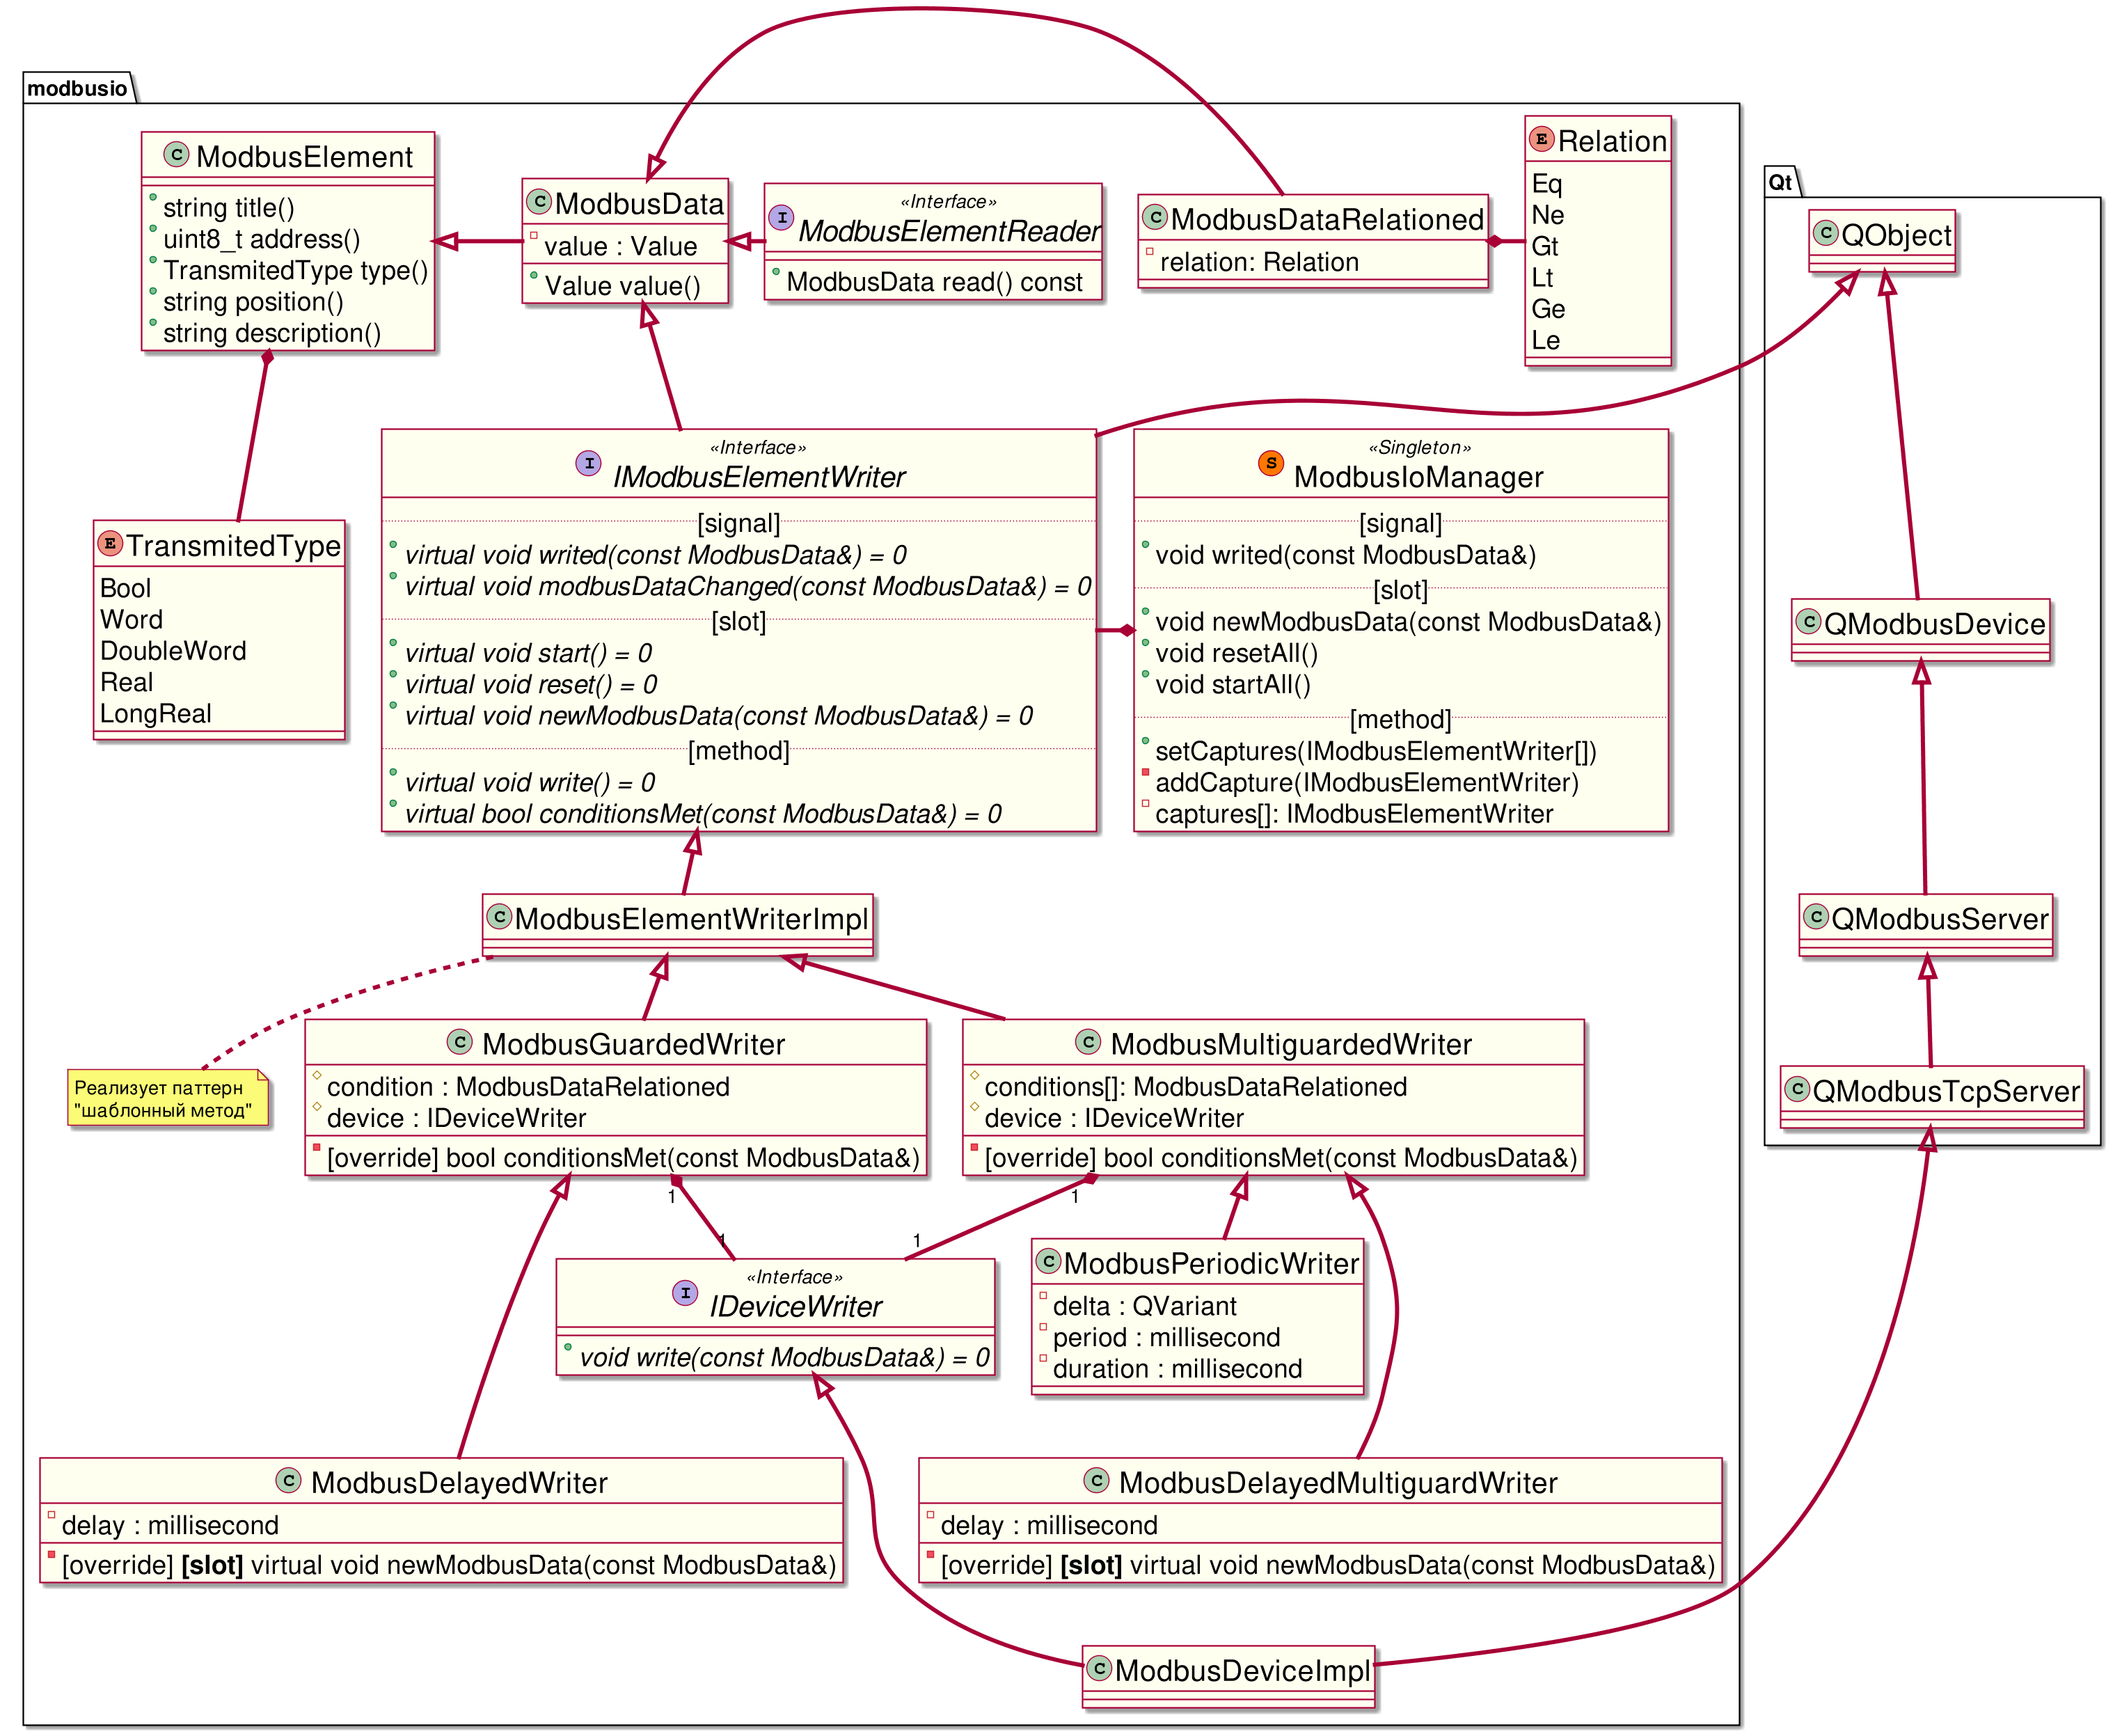 modbusio
C ModbusElement
string title()
uint8_t address()
TransmitedType type()
string position()
string description()
C ModbusData
value : Value
Value value()
«Interface»
I ModbusElementReader
ModbusData read() const
C ModbusDataRelationed
relation: Relation
E Relation
Eq
Ne
Gt
Lt
Ge
Le
Qt
C QObject
E TransmitedType
Bool
Word
DoubleWord
Real
LongReal
«Interface»
I IModbusElementWriter
[signal]
virtual void writed(const ModbusData&) = 0
virtual void modbusDataChanged(const ModbusData&) = 0
[slot]
virtual void start() = 0
virtual void reset() = 0
virtual void newModbusData(const ModbusData&) = 0
[method]
virtual void write() = 0
virtual bool conditionsMet(const ModbusData&) = 0
«Singleton»
S ModbusIoManager
[signal]
void writed(const ModbusData&)
[slot]
void newModbusData(const ModbusData&)
void resetAll()
void startAll()
[method]
setCaptures(IModbusElementWriter[])
addCapture(IModbusElementWriter)
captures[]: IModbusElementWriter
C QModbusDevice
C ModbusElementWriterImpl
C QModbusServer
Реализует паттерн
"шаблонный метод"
C ModbusGuardedWriter
condition : ModbusDataRelationed
device : IDeviceWriter
[override] bool conditionsMet(const ModbusData&)
C ModbusMultiguardedWriter
conditions[]: ModbusDataRelationed
device : IDeviceWriter
[override] bool conditionsMet(const ModbusData&)
C QModbusTcpServer
1
1
1
1
«Interface»
I IDeviceWriter
void write(const ModbusData&) = 0
C ModbusPeriodicWriter
delta : QVariant
period : millisecond
duration : millisecond
C ModbusDelayedWriter
delay : millisecond
[override] [slot] virtual void newModbusData(const ModbusData&)
C ModbusDelayedMultiguardWriter
delay : millisecond
[override] [slot] virtual void newModbusData(const ModbusData&)
C ModbusDeviceImpl